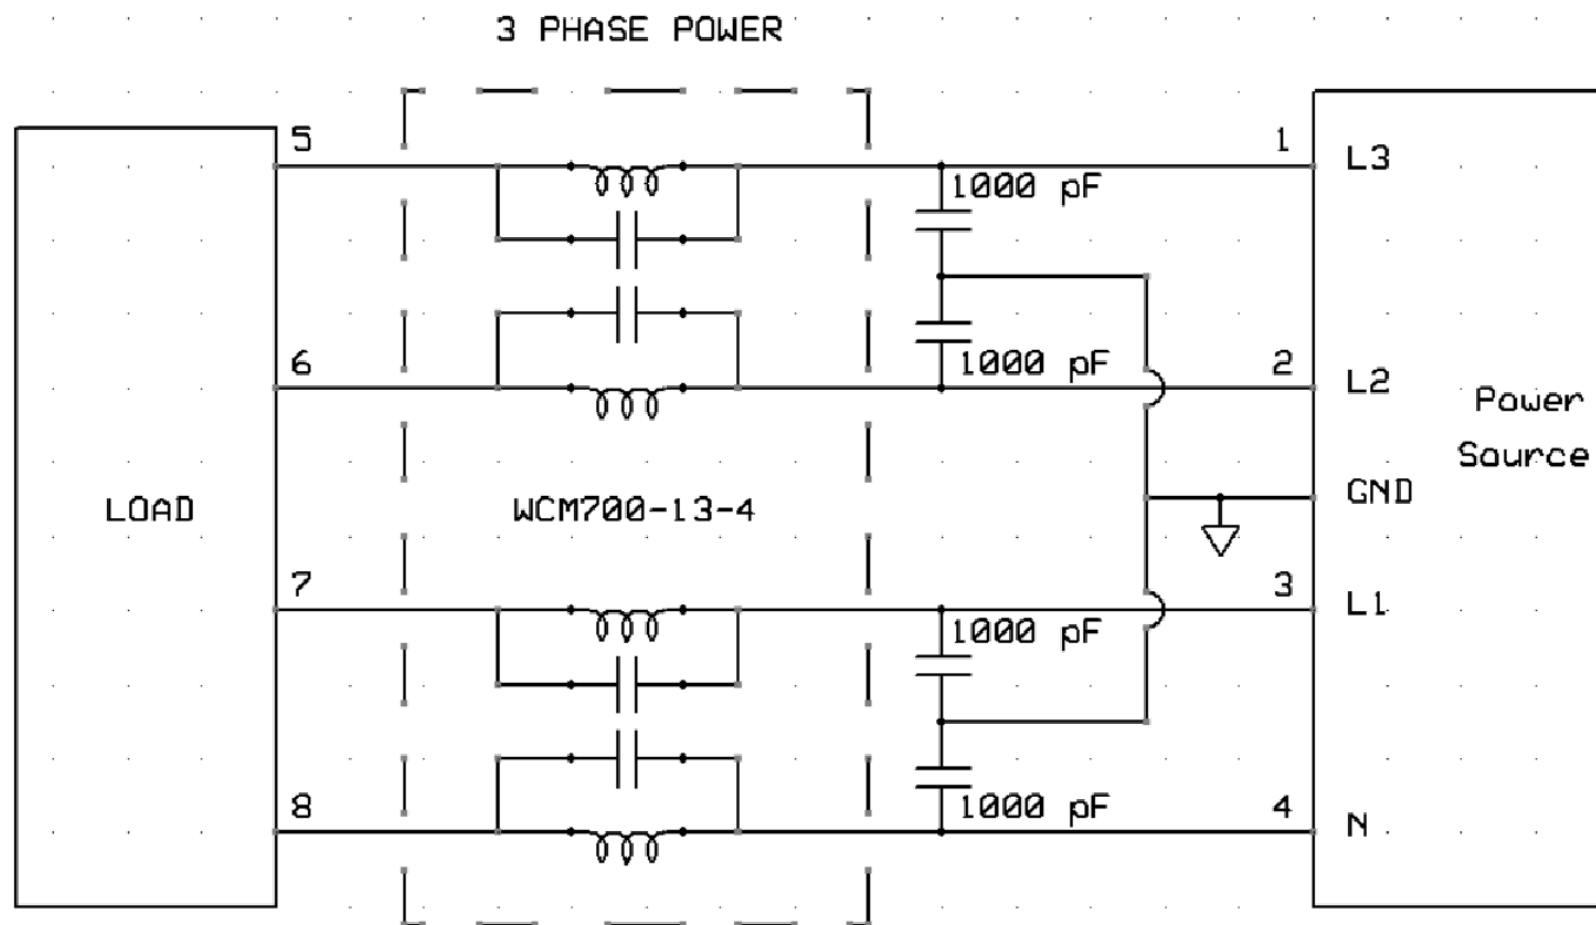 3 PHASE POWER
5
1
L3
1000 pF
6
1000 pF
2
L2
Power
Source
LOAD
WCM700-13-4
GND
7
3
L1
1000 pF
8
1000 pF
4
N